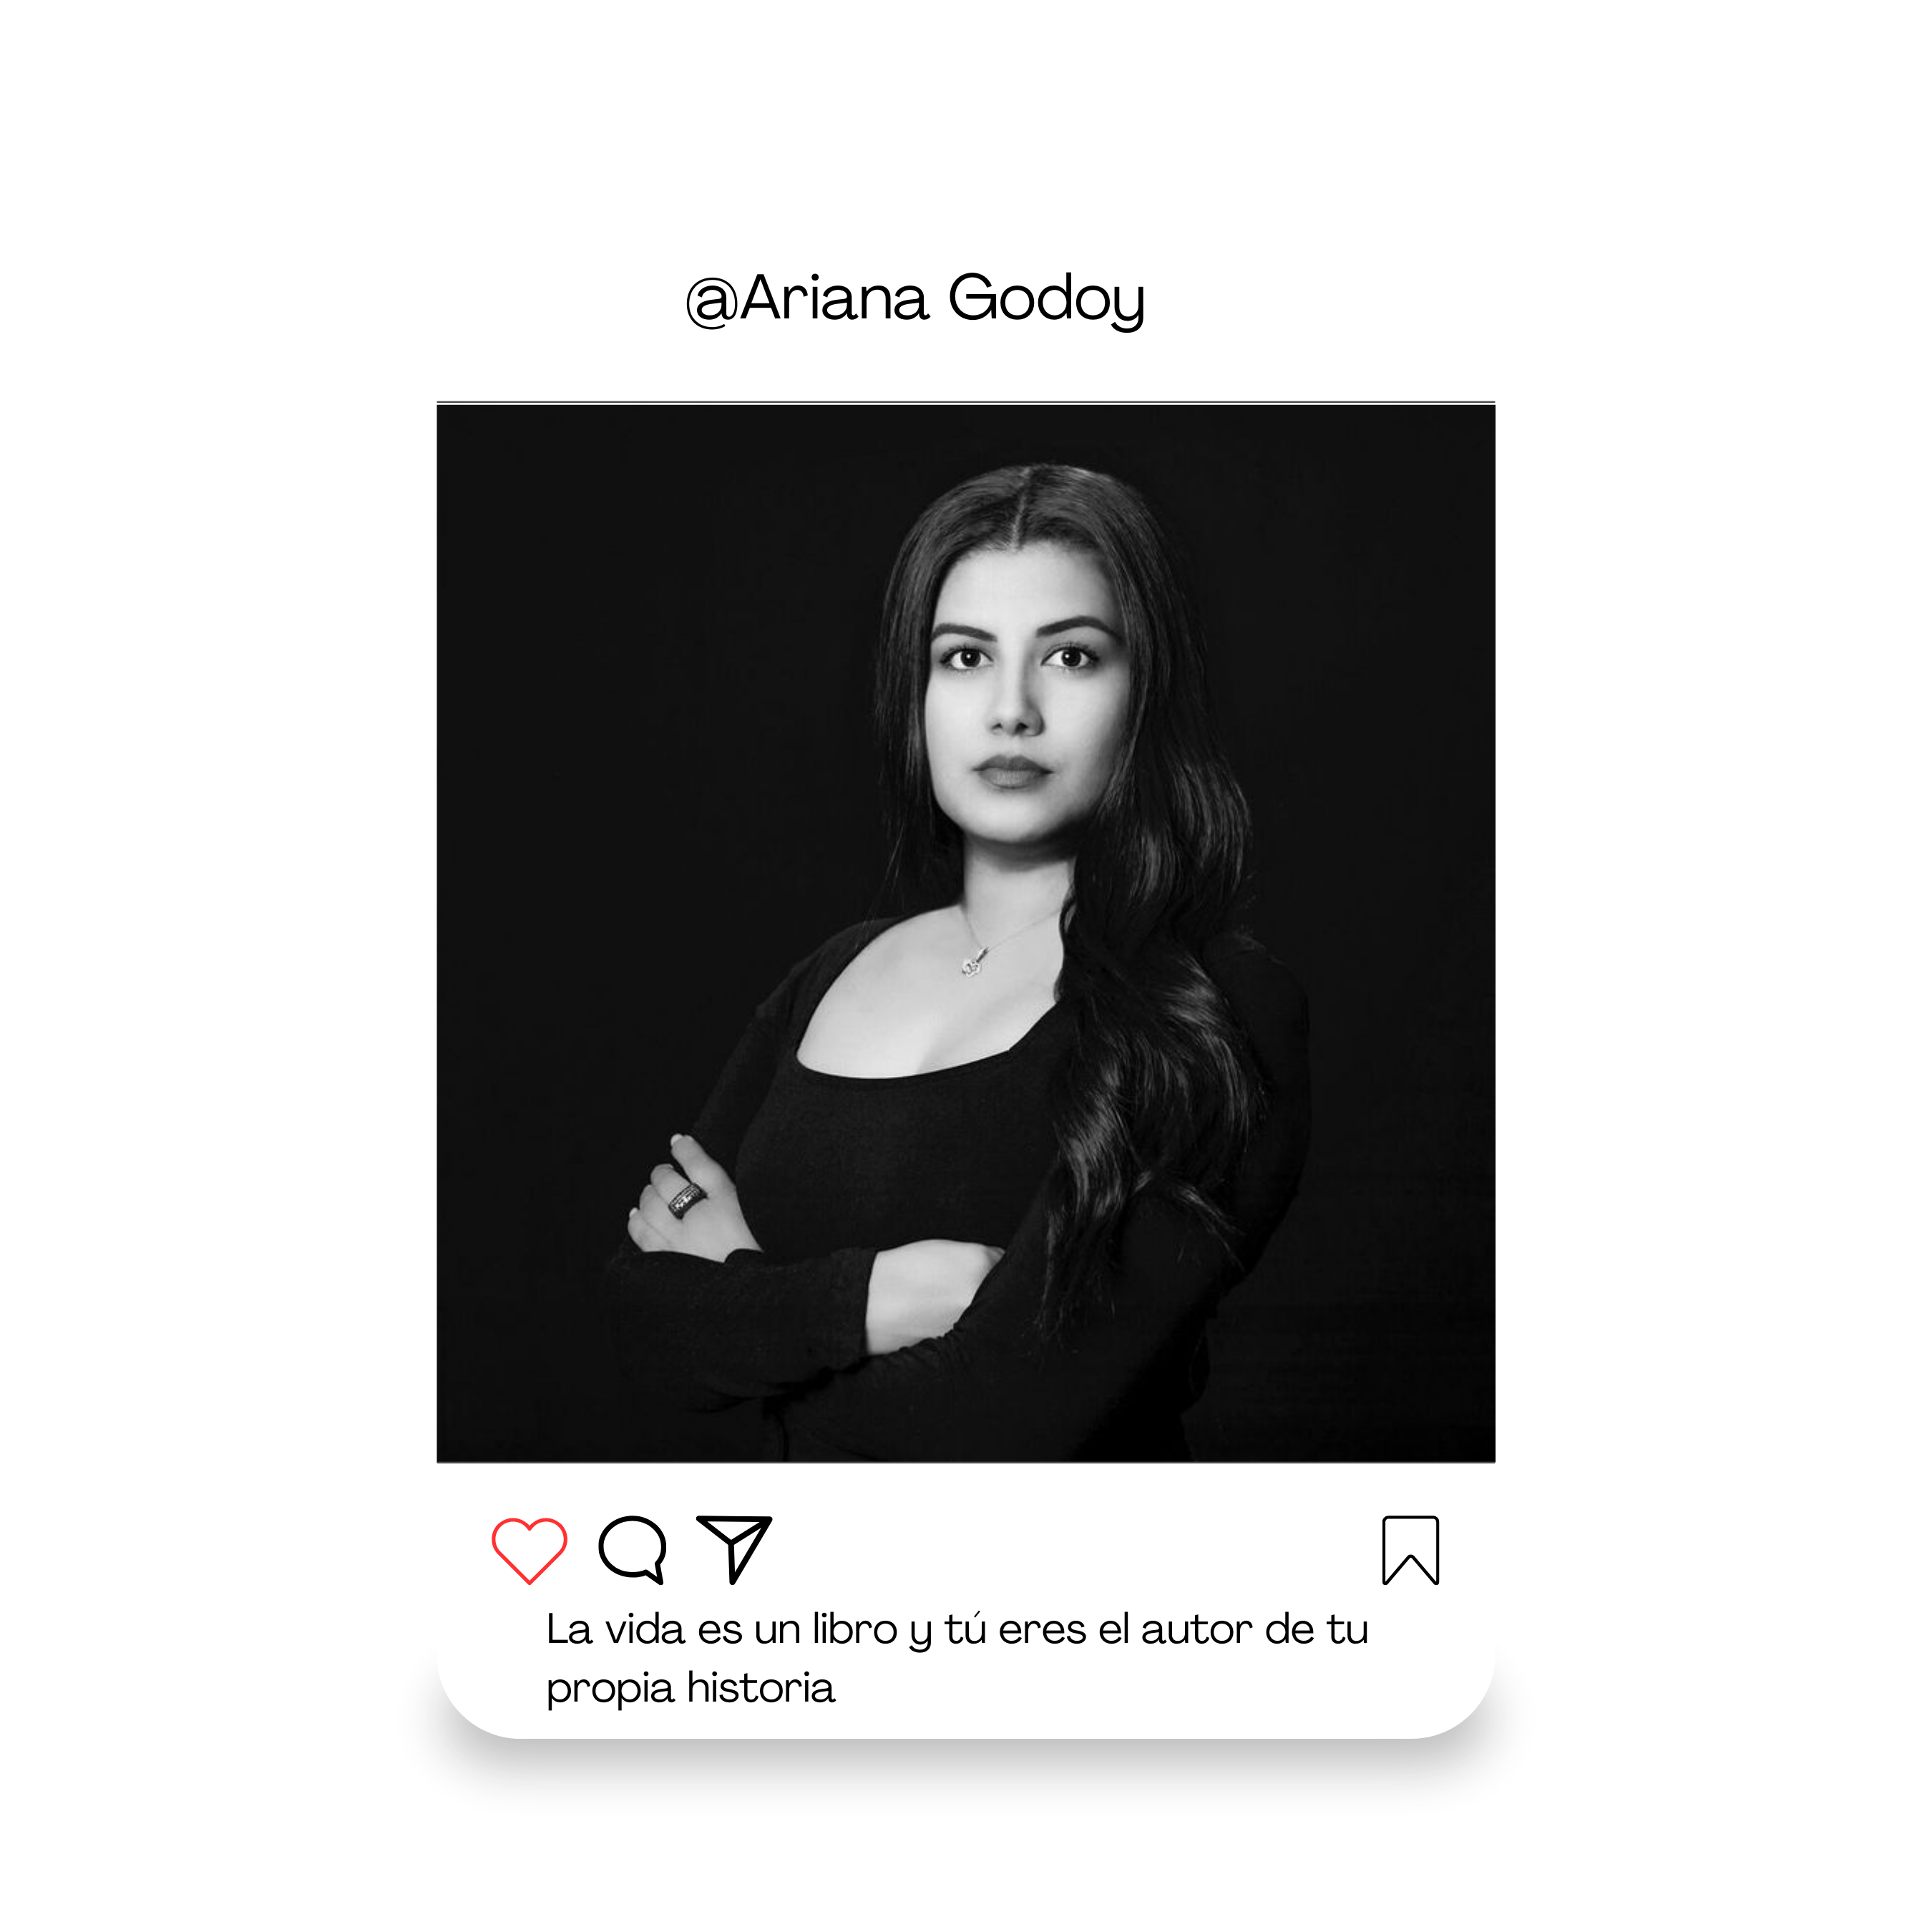 @Ariana Godoy
La vida es un libro y tú eres el autor de tu
propia historia